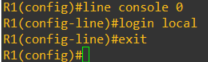 R1(config)#line console 0
R1(config-line)#login local
R1(config-line)#exit
R1(config)#